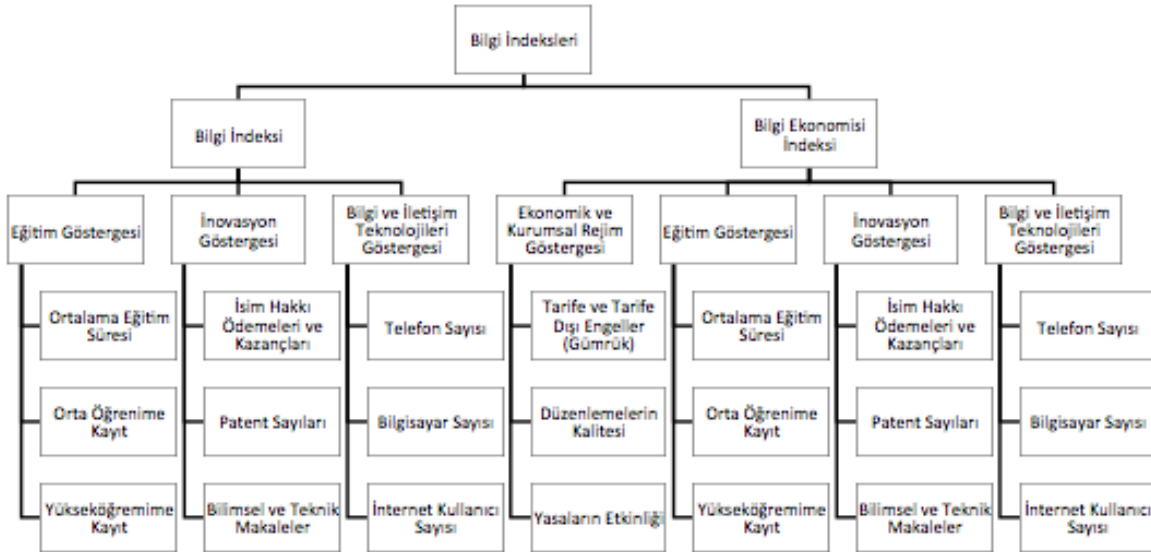 Bilgi İndeksleri
Bilgi İndeksi
Bilgi Ekonomisi
İndeksi
Eğitim Göstergesi
İnovasyon
Göstergesi
Bilgi ve İletişim
Teknolojileri
Göstergesi
Ekonomik ve
Kurumsal Rejim
Göstergesi
Eğitim Göstergesi
İnovasyon
Göstergesi
Bilgi ve İletişim
Teknolojileri
Göstergesi
Ortalama Eğitim
Süresi
İsim Hakkı
Ödemeleri ve
Kazançları
Telefon Sayısı
Tarife ve Tarife
Dışı Engeller
(Gümrük)
Ortalama Eğitim
Süresi
İsim Hakkı
Ödemeleri ve
Kazançları
Telefon Sayısı
Orta Öğrenime
Kayıt
Patent Sayıları
Bilgisayar Sayısı
Düzenlemelerin
Kalitesi
Orta Öğrenime
Kayıt
Patent Sayıları
Bilgisayar Sayısı
Yükseköğremime
Kayıt
Bilimsel ve Teknik
Makaleler
İnternet Kullanıcı
Sayısı
Yasaların Etkinliği
Yükseköğremime
Kayıt
Bilimsel ve Teknik
Makaleler
İnternet Kullanıcı
Sayısı